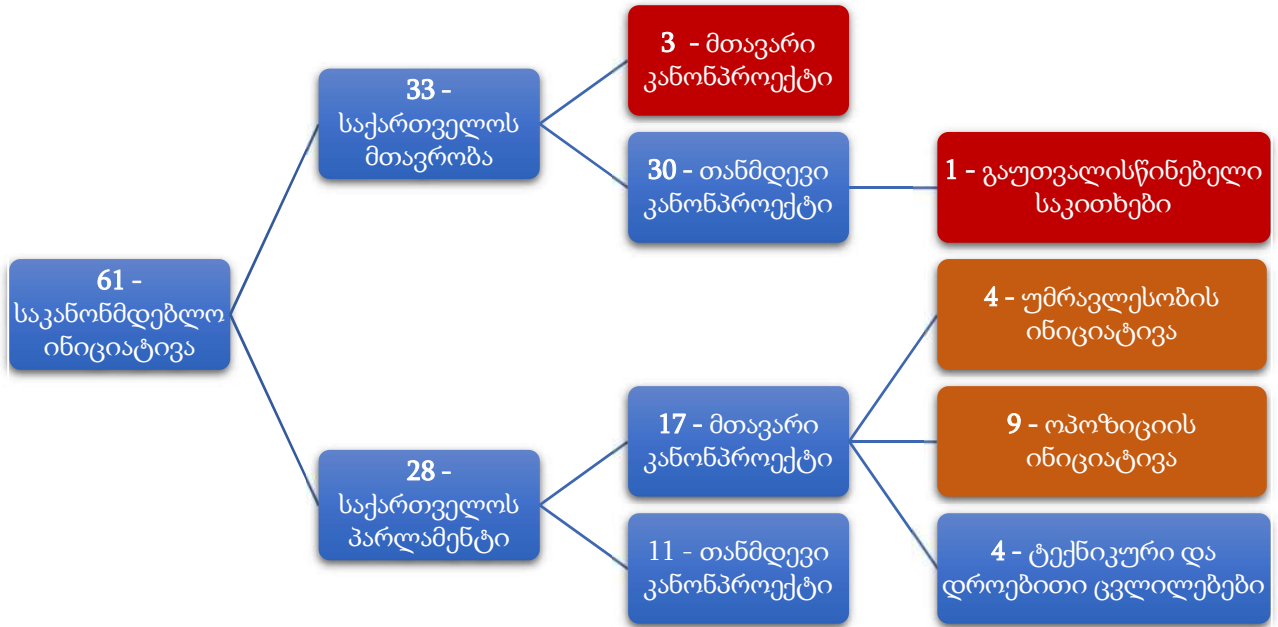 61 -
საკანონმდებლო
ინიციატივა
33 -
საქართველოს
მთავრობა
3 - მთავარი
კანონპროექტი
30 - თანმდევი
კანონპროექტი
1 - გაუთვალისწინებელი
საკითხები
28 -
საქართველოს
პარლამენტი
17 - მთავარი
კანონპროექტი
4 - უმრავლესობის
ინიციატივა
9 - ოპოზიციის
ინიციატივა
4 - ტექნიკური და
დროებითი ცვლილებები
11 - თანმდევი
კანონპროექტი